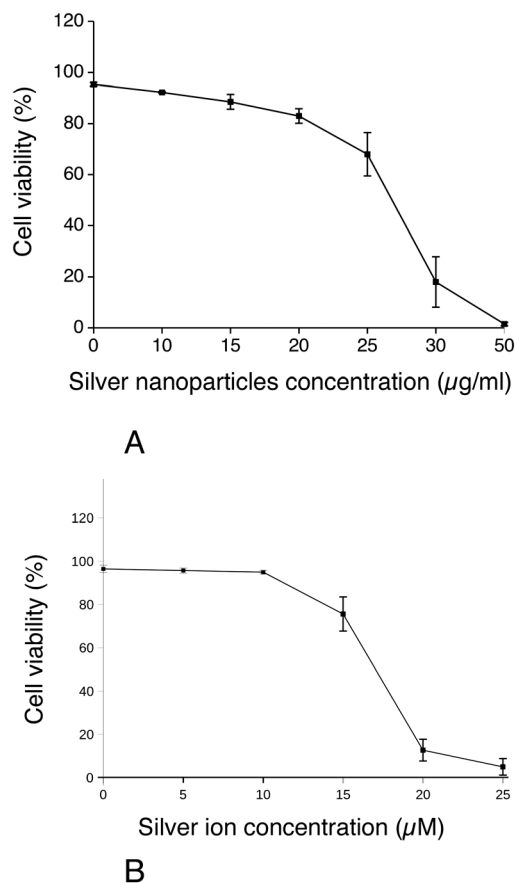 120
100
80
60
40
20
0
Cell viability (%)
0 10 15 20 25 30 50
Silver nanoparticles concentration (µg/ml)
A
120
100
80
60
40
20
0
Cell viability (%)
0 5 10 15 20 25
Silver ion concentration (µM)
B